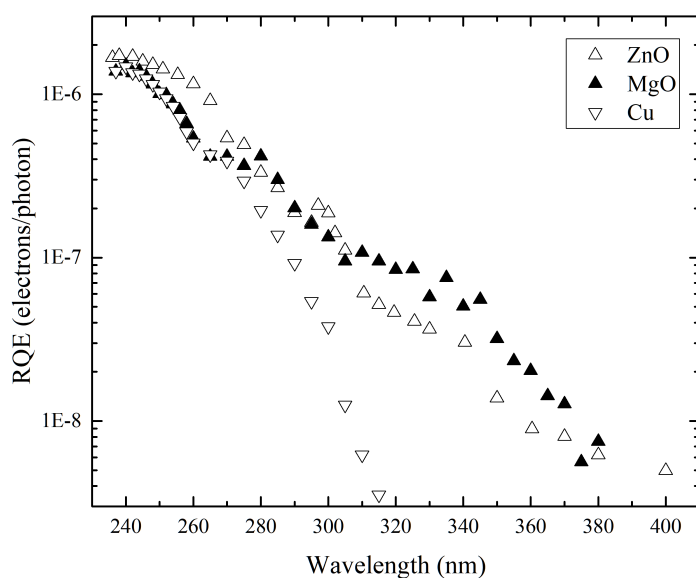 ZnO
MgO
Cu
1E-6
1E-7
1E-8
RQE (electrons/photon)
240 260 280 300 320 340 360 380 400
Wavelength (nm)